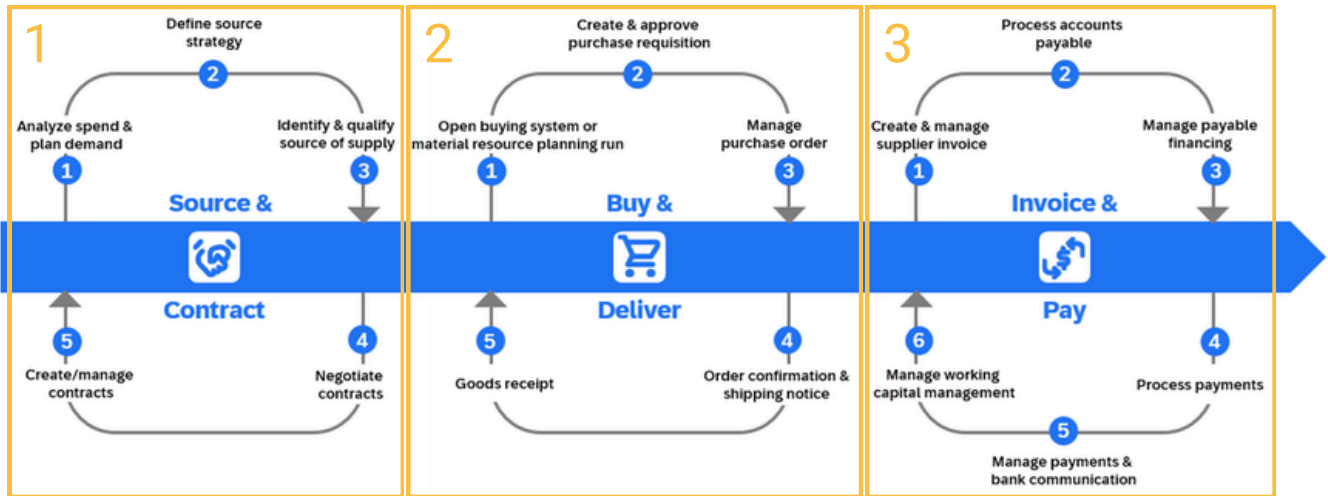 1
Define source
strategy
2
Analyze spend &
plan demand
1
Identify & qualify
source of supply
3
Source &
Contract
5
Create/manage
contracts
4
Negotiate
contracts
2
Create & approve
purchase requisition
2
Open buying system or
material resource planning run
1
Manage
purchase order
3
Buy &
Deliver
5
Goods receipt
4
Order confirmation &
shipping notice
3
Process accounts
payable
2
Create & manage
supplier invoice
1
Manage payable
financing
3
Invoice &
$
Pay
6
Manage working
capital management
4
Process payments
5
Manage payments &
bank communication